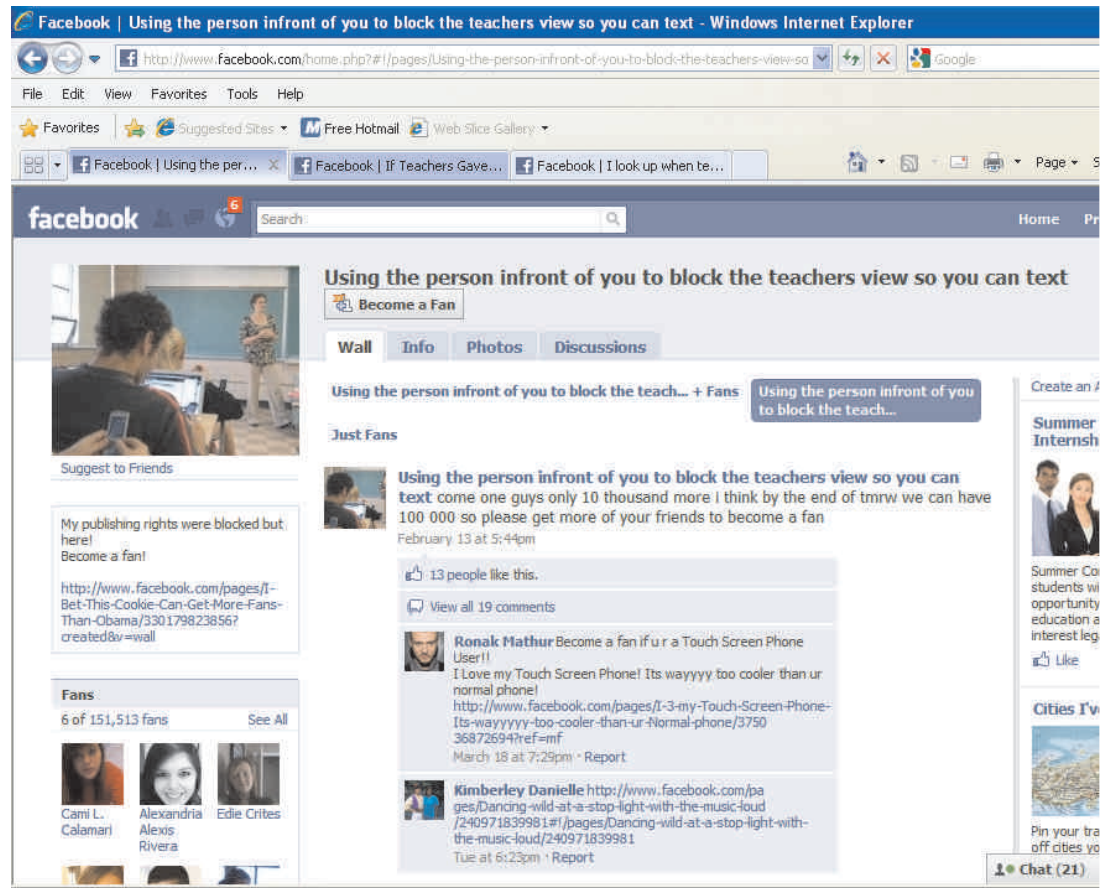 Facebook | Using the person infront of you to block the teachers view so you can text - Windows Internet Explorer
http://www.facebook.com/home.php?#!/pages/Using-the-person-infront-of-you-to-block-the-teachers-view-so
Google
File Edit View Favorites Tools Help
Favorites Suggested Sites Free Hotmail Web Slice Gallery
Facebook | Using the per... X Facebook | If Teachers Gave... Facebook | I look up when te... Page S
facebook 6 Search Home Pr
Using the person infront of you to block the teachers view so you can text
Become a Fan
Wall Info Photos Discussions
Using the person infront of you to block the teach... + Fans
Using the person infront of you
to block the teach...
Just Fans
Suggest to Friends
My publishing rights were blocked but
here!
Become a fan!
http://www.facebook.com/pages/I-
Bet-This-Cookie-Can-Get-More-Fans-
Than-Obama/330179823856?
created&v=wall
Fans
6 of 151,513 fans See All
Cami L.
Calamari
Alexandria
Alexis
Rivera
Edie Crites
Using the person infront of you to block the teachers view so you can
text come one guys only 10 thousand more i think by the end of tmrw we can have
100 000 so please get more of your friends to become a fan
February 13 at 5:44pm
13 people like this.
View all 19 comments
Ronak Mathur Become a fan if u r a Touch Screen Phone
User!!
I Love my Touch Screen Phone! Its wayyyy too cooler than ur
normal phone!
http://www.facebook.com/pages/I-3-my-Touch-Screen-Phone-
Its-wayyyyy-too-cooler-than-ur-Normal-phone/3750
36872694?ref=mf
March 18 at 7:29pm · Report
Kimberley Danielle http://www.facebook.com/pa
ges/Dancing-wild-at-a-stop-light-with-the-music-loud
/240971839981#!/pages/Dancing-wild-at-a-stop-light-with-
the-music-loud/240971839981
Tue at 6:23pm · Report
Create an A
Summer
Internsh
Summer Co
students wi
opportunity
education a
interest leg
Like
Cities I've
Pin your tra
off cities yo
Chat (21)